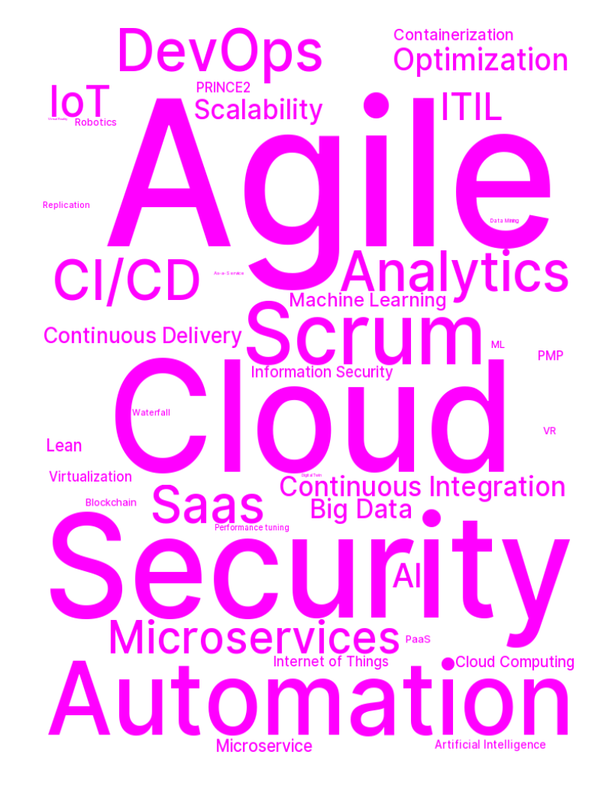 DevOps
Containerization
Optimization
IoT
PRINCE2
Scalability
ITIL
Robotics
Agile
Replication
Data Mining
CI/CD
Analytics
Machine Learning
Scrum
Continuous Delivery
ML
PMP
Information Security
Cloud
Waterfall
VR
Lean
Virtualization
Continuous Integration
Saas
Blockchain
Big Data
Performance tuning
Security
AI
Microservices
PaaS
Internet of Things
Cloud Computing
Automation
Microservice
Artificial Intelligence